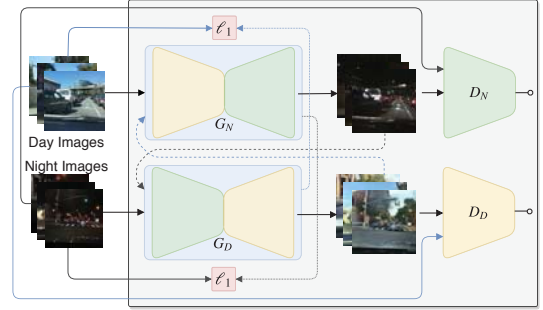 ℓ₁
G_N
D_N
Day Images
Night Images
G_D
D_D
ℓ₁